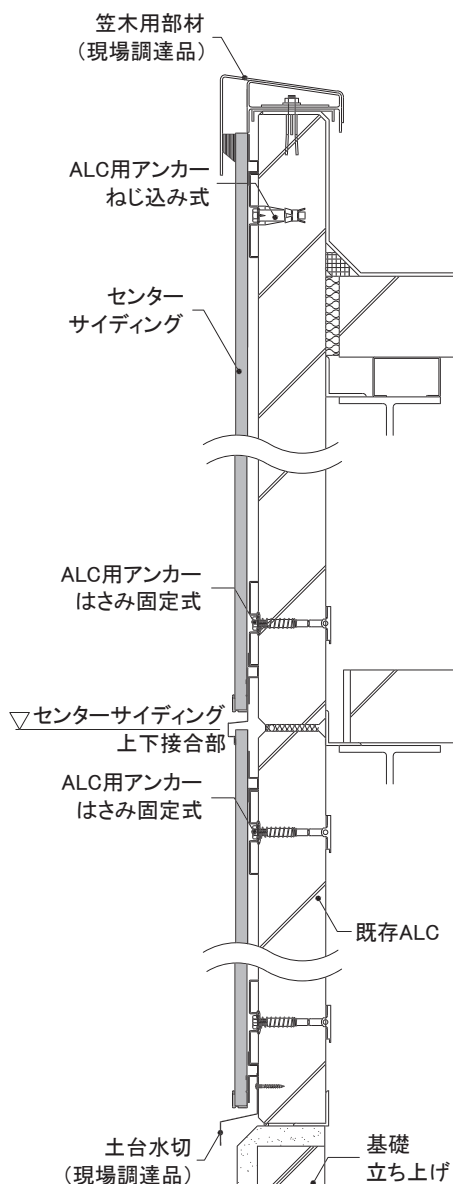 笠木用部材
（現場調達品）
ALC用アンカー
ねじ込み式
センター
サイディング
ALC用アンカー
はさみ固定式
センターサイディング
上下接合部
ALC用アンカー
はさみ固定式
既存ALC
土台水切
（現場調達品）
基礎
立ち上げ